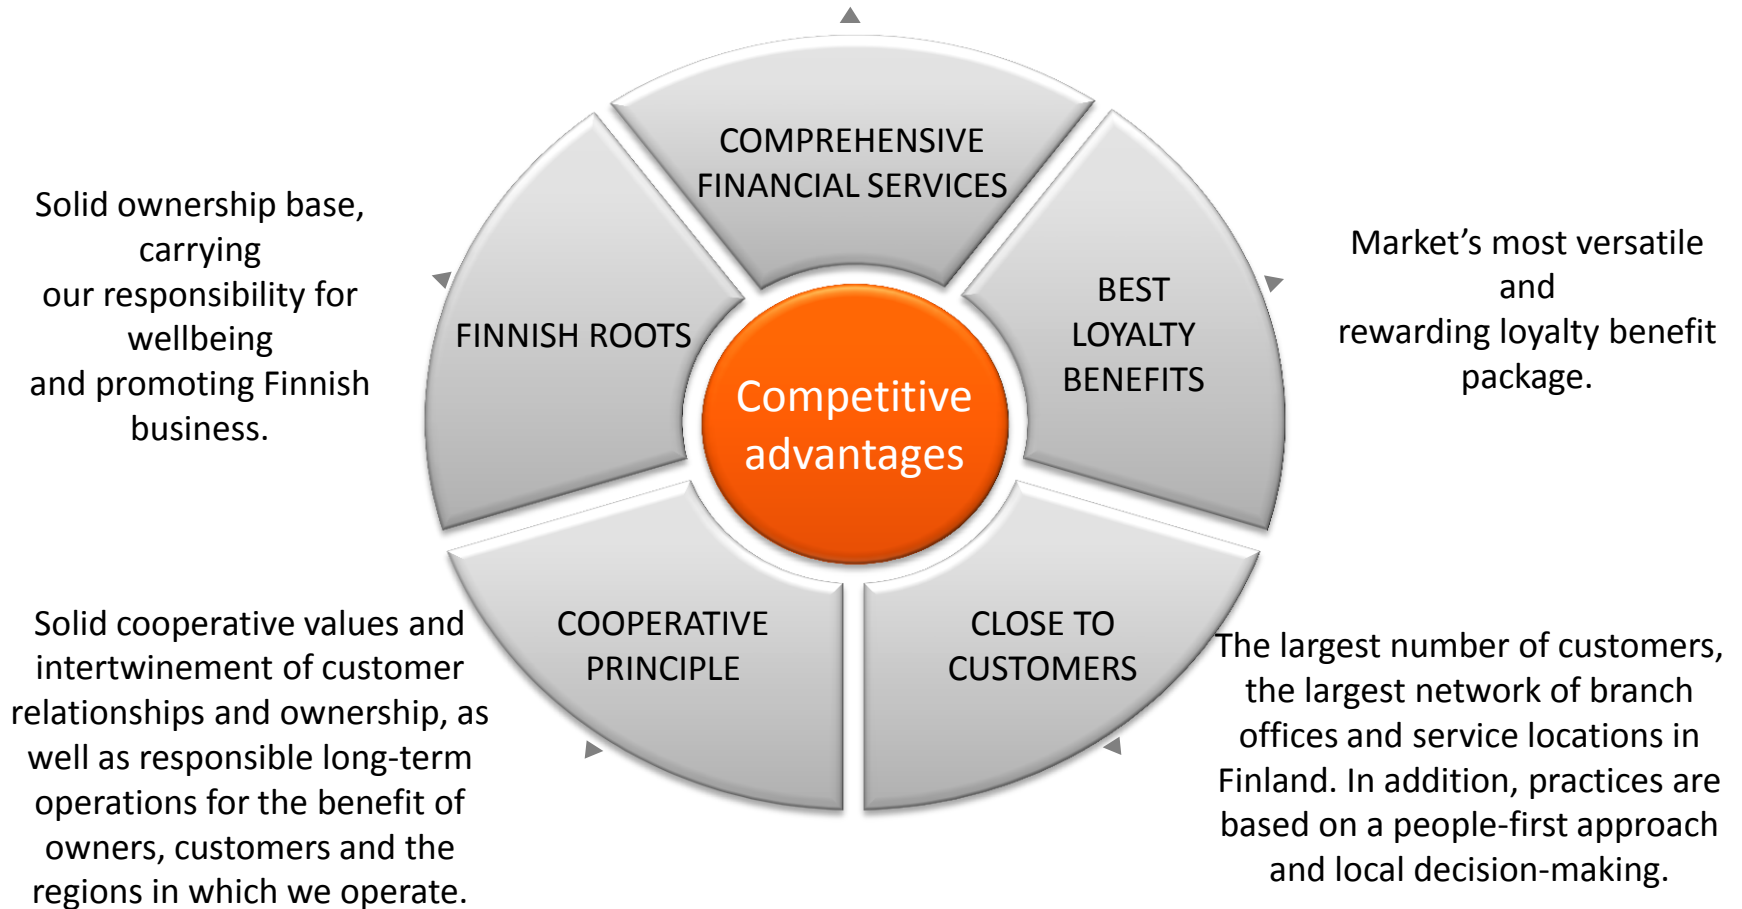 COMPREHENSIVE
FINANCIAL SERVICES
Solid ownership base,
carrying
our responsibility for
wellbeing
and promoting Finnish
business.
FINNISH ROOTS
BEST
LOYALTY
BENEFITS
Market’s most versatile
and
rewarding loyalty benefit
package.
Competitive
advantages
Solid cooperative values and
intertwinement of customer
relationships and ownership, as
well as responsible long-term
operations for the benefit of
owners, customers and the
regions in which we operate.
COOPERATIVE
PRINCIPLE
CLOSE TO
CUSTOMERS
The largest number of customers,
the largest network of branch
offices and service locations in
Finland. In addition, practices are
based on a people-first approach
and local decision-making.